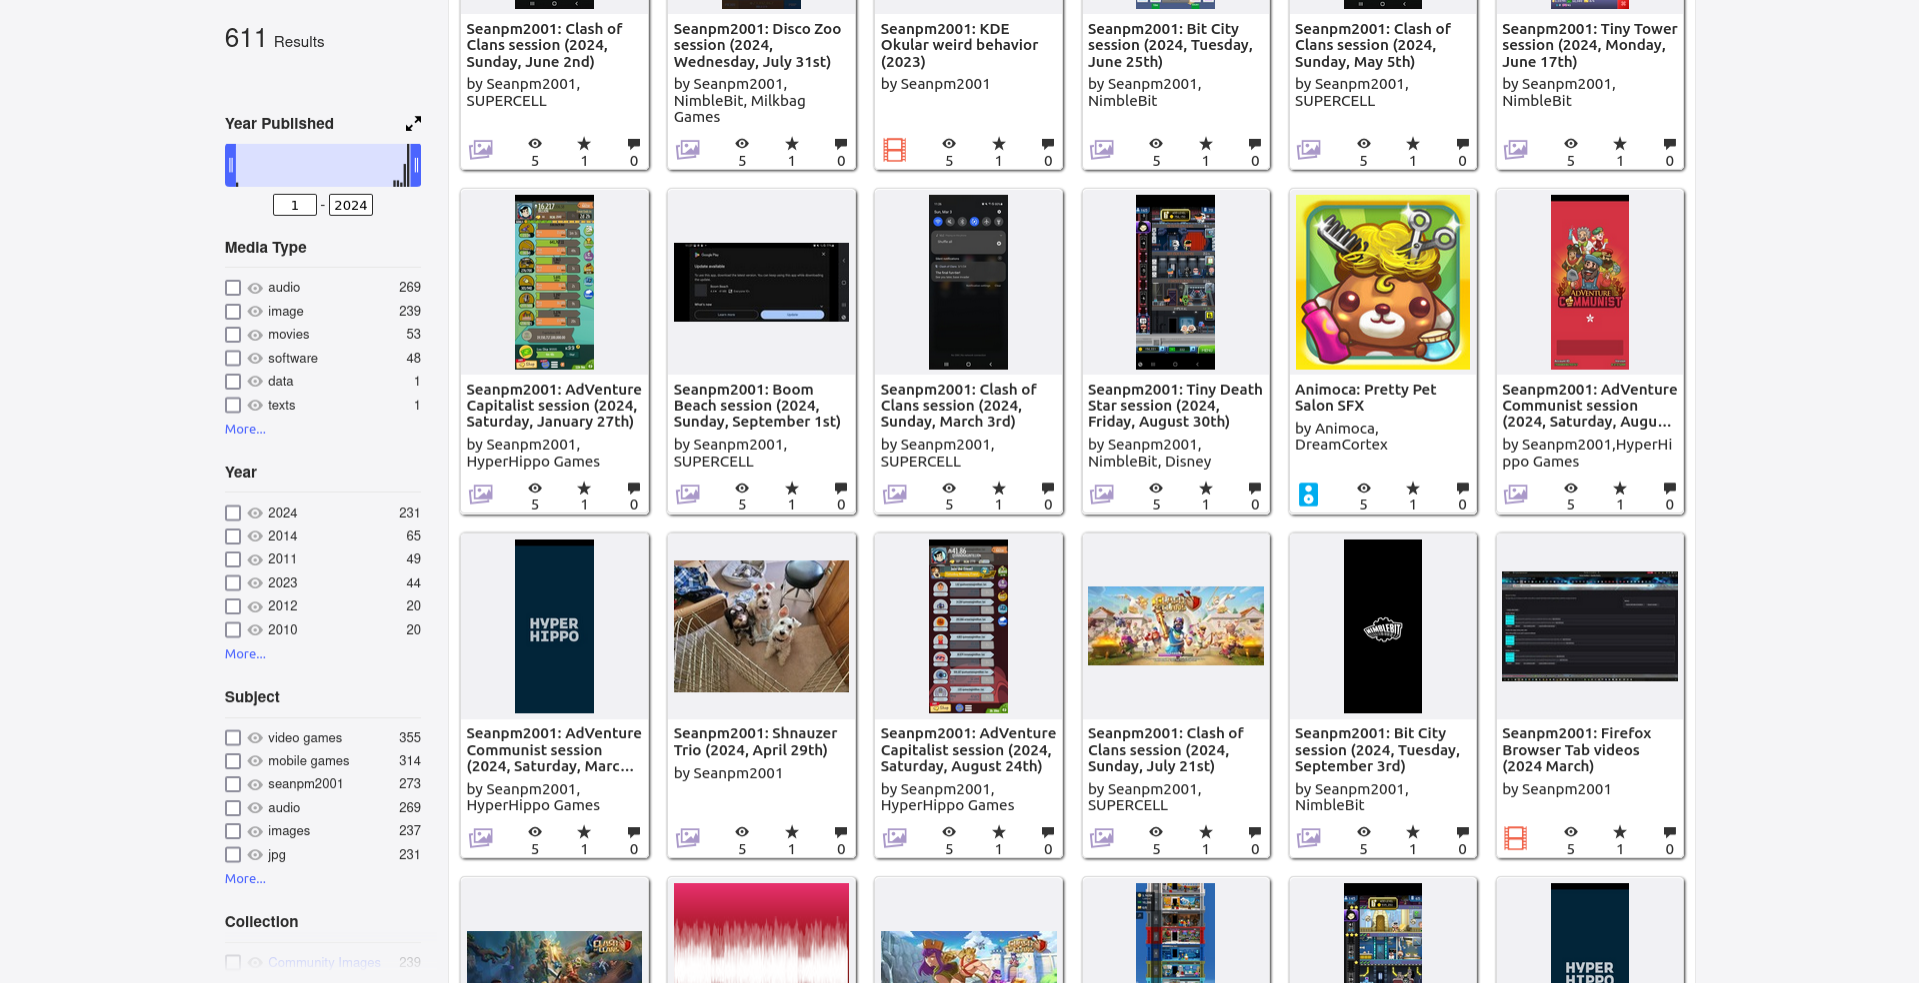 611 Results
Year Published
1 - 2024
Media Type
audio 269
image 239
movies 53
software 48
data 1
texts 1
More...
Year
2024 231
2014 65
2011 49
2023 44
2012 20
2010 20
More...
Subject
video games 355
mobile games 314
seanpm2001 273
audio 269
images 237
jpg 231
More...
Collection
Community Images 239
Seanpm2001: Clash of
Clans session (2024,
Sunday, June 2nd)
by Seanpm2001,
SUPERCELL
5 1 0
Seanpm2001: Disco Zoo
session (2024,
Wednesday, July 31st)
by Seanpm2001,
NimbleBit, Milkbag
Games
5 1 0
Seanpm2001: KDE
Okular weird behavior
(2023)
by Seanpm2001
5 1 0
Seanpm2001: Bit City
session (2024, Tuesday,
June 25th)
by Seanpm2001,
NimbleBit
5 1 0
Seanpm2001: Clash of
Clans session (2024,
Sunday, May 5th)
by Seanpm2001,
SUPERCELL
5 1 0
Seanpm2001: Tiny Tower
session (2024, Monday,
June 17th)
by Seanpm2001,
NimbleBit
5 1 0
Seanpm2001: AdVenture
Capitalist session (2024,
Saturday, January 27th)
by Seanpm2001,
HyperHippo Games
5 1 0
Update available
Seanpm2001: Boom
Beach session (2024,
Sunday, September 1st)
by Seanpm2001,
SUPERCELL
5 1 0
Seanpm2001: Clash of
Clans session (2024,
Sunday, March 3rd)
by Seanpm2001,
SUPERCELL
5 1 0
Seanpm2001: Tiny Death
Star session (2024,
Friday, August 30th)
by Seanpm2001,
NimbleBit, Disney
5 1 0
Animoca: Pretty Pet
Salon SFX
by Animoca,
DreamCortex
5 1 0
ADVENTURE
COMMUNIST
Seanpm2001: AdVenture
Communist session
(2024, Saturday, Augu...
by Seanpm2001,HyperHi
ppo Games
5 1 0
HYPER
HIPPO
Seanpm2001: AdVenture
Communist session
(2024, Saturday, Marc...
by Seanpm2001,
HyperHippo Games
5 1 0
Seanpm2001: Shnauzer
Trio (2024, April 29th)
by Seanpm2001
5 1 0
Seanpm2001: AdVenture
Capitalist session (2024,
Saturday, August 24th)
by Seanpm2001,
HyperHippo Games
5 1 0
Seanpm2001: Clash of
Clans session (2024,
Sunday, July 21st)
by Seanpm2001,
SUPERCELL
5 1 0
NIMBLEBIT
Seanpm2001: Bit City
session (2024, Tuesday,
September 3rd)
by Seanpm2001,
NimbleBit
5 1 0
Seanpm2001: Firefox
Browser Tab videos
(2024 March)
by Seanpm2001
5 1 0
HYPER
HIPPO